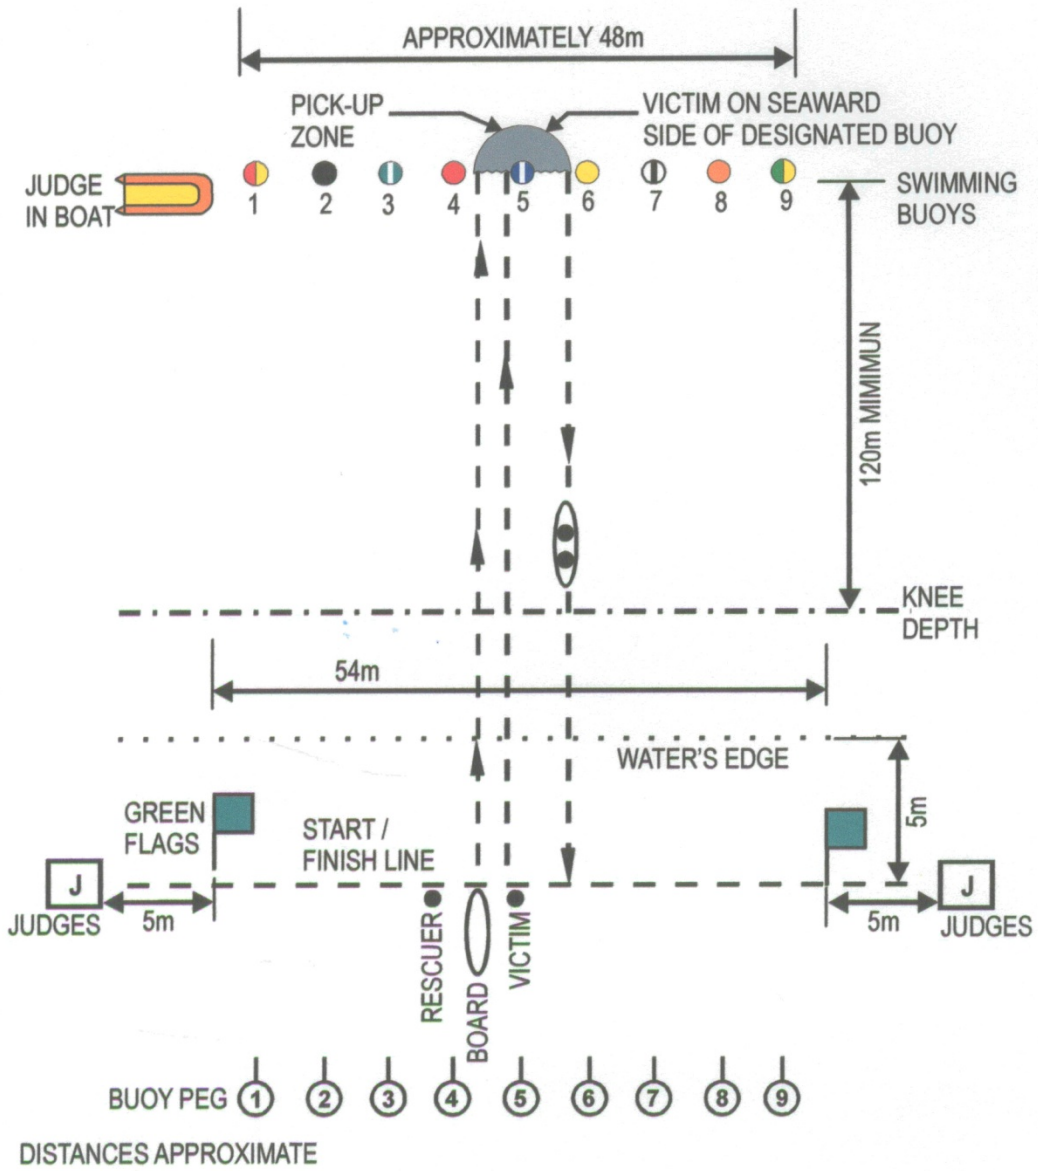 APPROXIMATELY 48m
PICK-UP
ZONE
VICTIM ON SEAWARD
SIDE OF DESIGNATED BUOY
JUDGE
IN BOAT
1 2 3 4 5 6 7 8 9
SWIMMING
BUOYS
120m MIMIMUN
KNEE
DEPTH
54m
WATER'S EDGE
5m
GREEN
FLAGS
START /
FINISH LINE
J
JUDGES
5m
RESCUER
BOARD
VICTIM
5m
J
JUDGES
BUOY PEG 1 2 3 4 5 6 7 8 9
DISTANCES APPROXIMATE